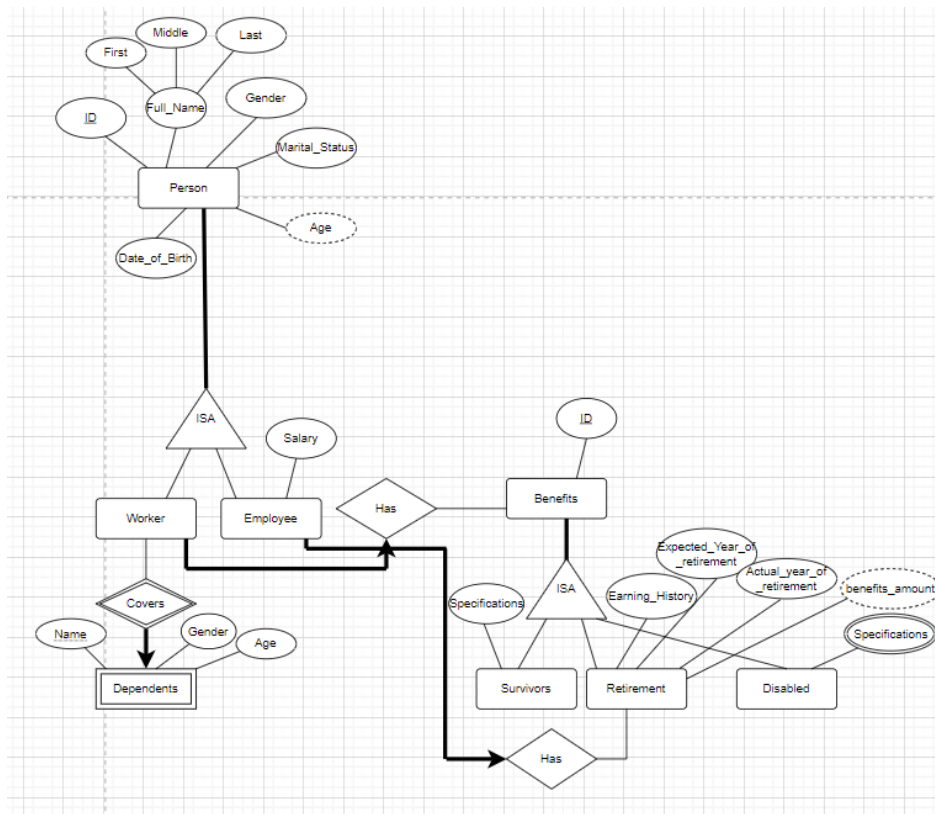 Middle
Last
First
Full_Name
Gender
ID
Marital_Status
Person
Age
Date_of_Birth
ISA
ID
Salary
Has
Benefits
Worker
Employee
Expected_Year_of
_retirement
Actual_year_of
_retirement
ISA
benefits_amount
Earning_History
Specifications
Covers
Name
Gender
Age
Specifications
Dependents
Survivors
Retirement
Disabled
Has